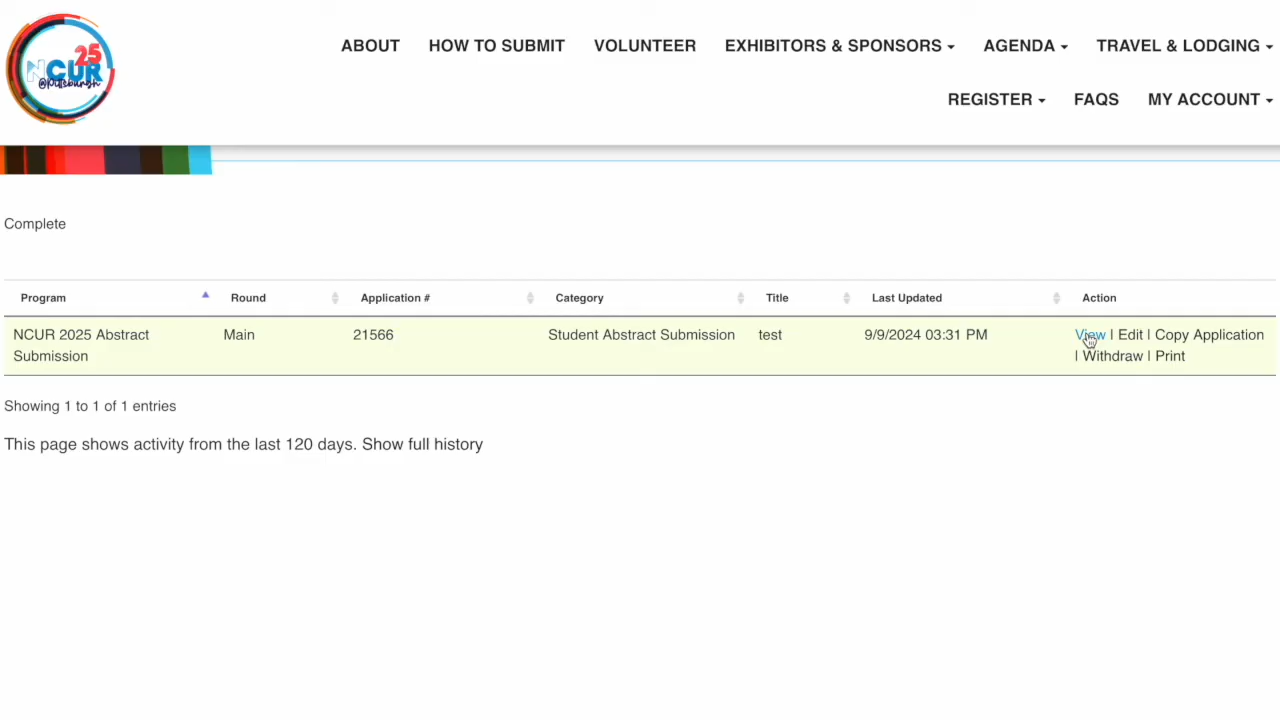 25
NCUR
@Pittsburgh
ABOUT HOW TO SUBMIT VOLUNTEER EXHIBITORS & SPONSORS AGENDA TRAVEL & LODGING
REGISTER FAQS MY ACCOUNT
Complete
Program Round Application # Category Title Last Updated Action
NCUR 2025 Abstract Main 21566 Student Abstract Submission test 9/9/2024 03:31 PM View | Edit | Copy Application
Submission | Withdraw | Print
Showing 1 to 1 of 1 entries
This page shows activity from the last 120 days. Show full history